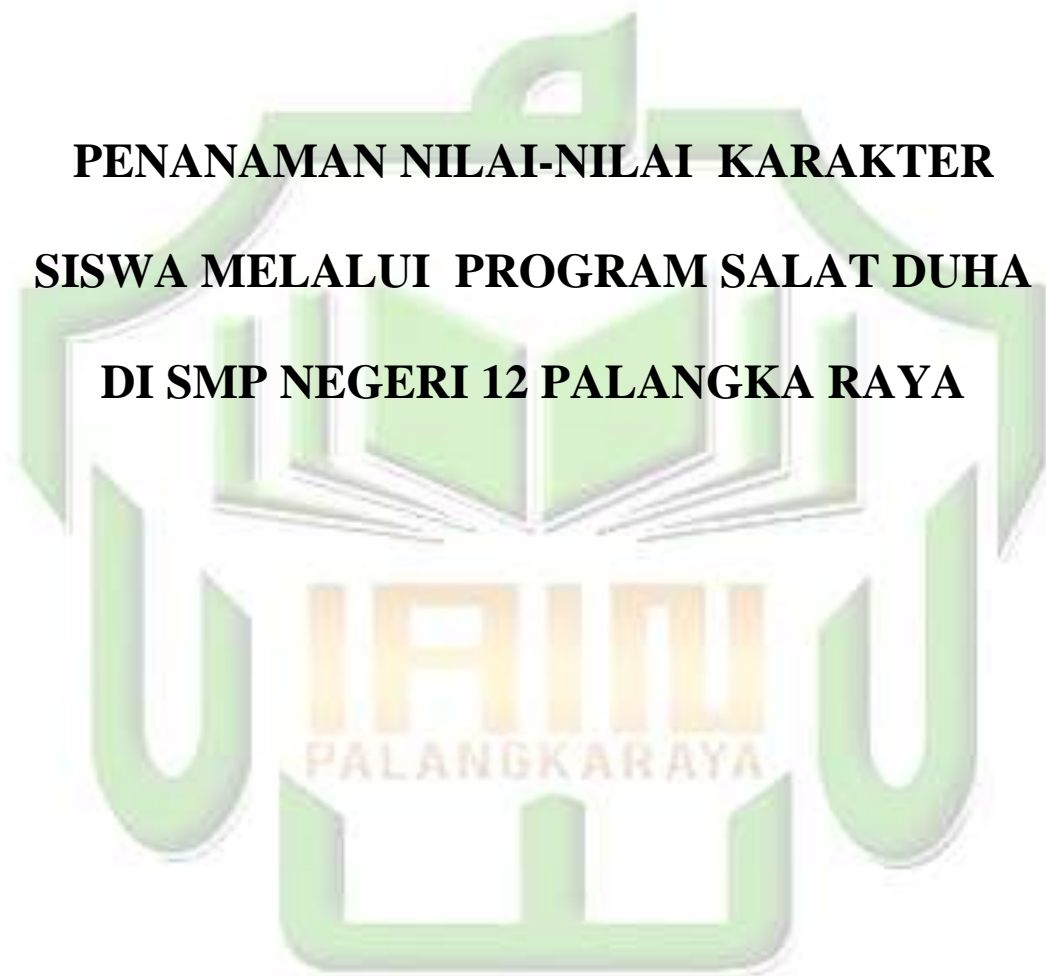 PENANAMAN NILAI-NILAI KARAKTER
SISWA MELALUI PROGRAM SALAT DUHA
DI SMP NEGERI 12 PALANGKA RAYA
IAIN
PALANGKARAYA